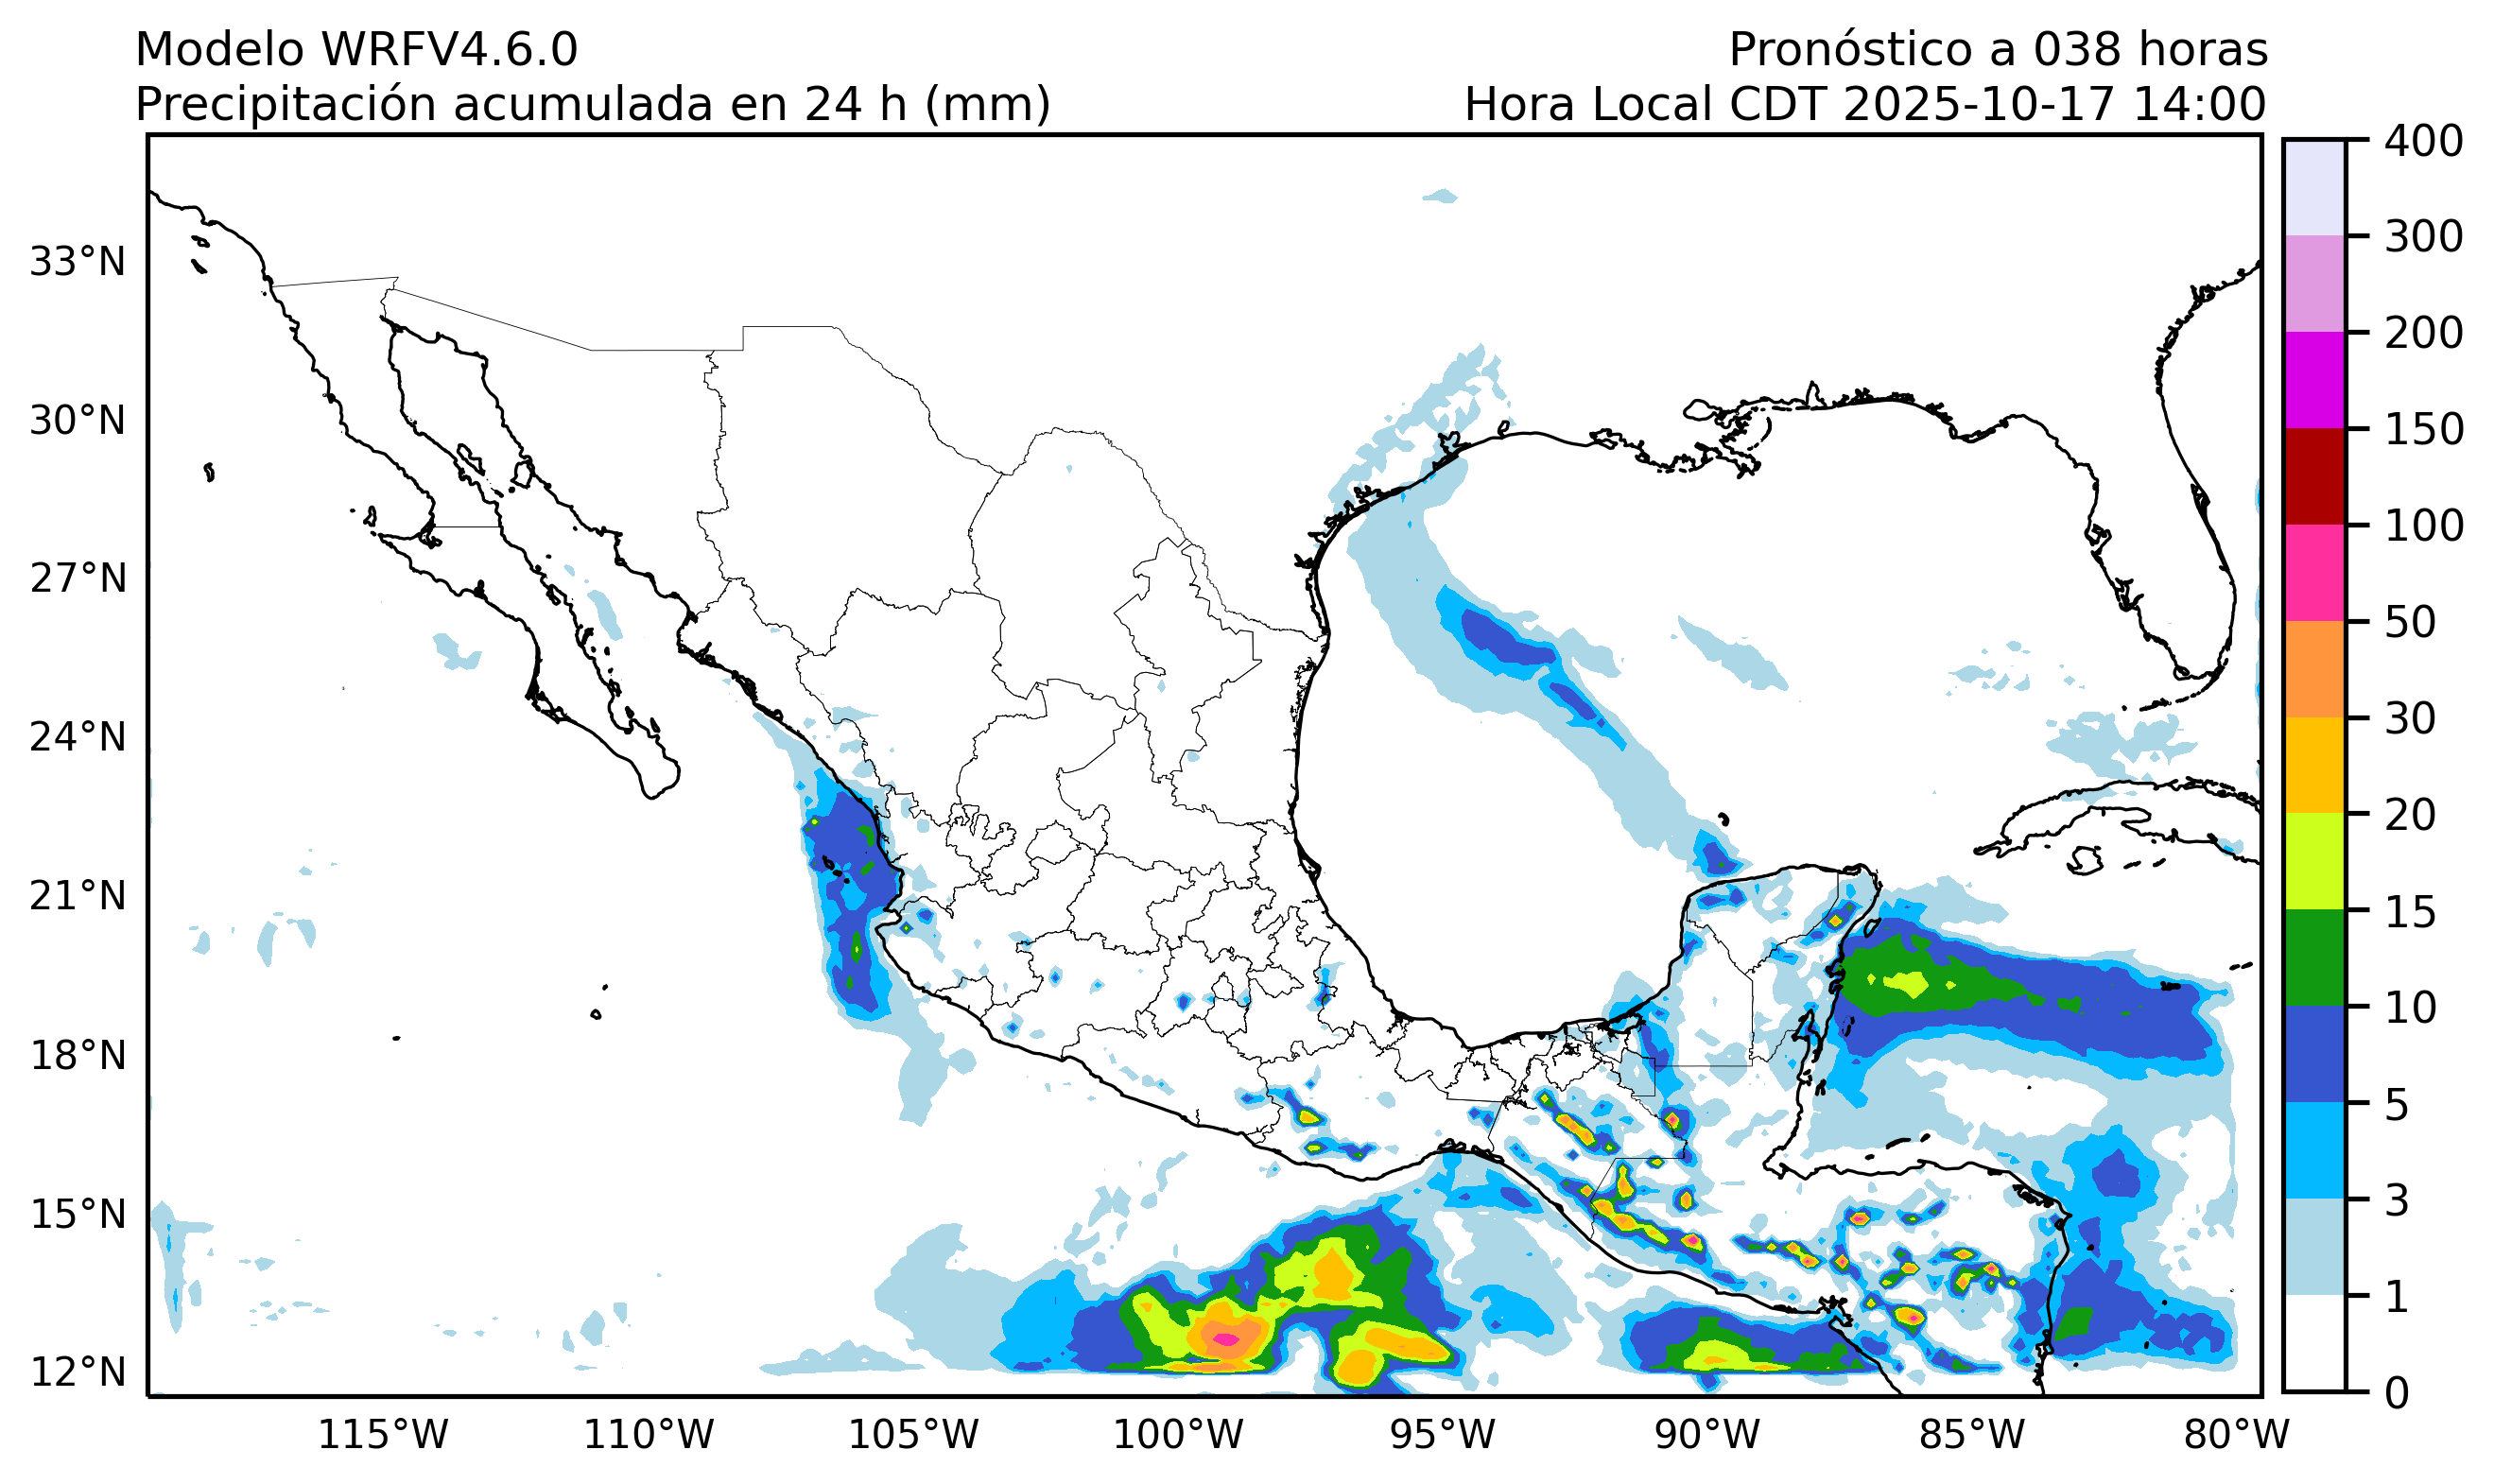 Modelo WRFV4.6.0
Pronóstico a 038 horas
Precipitación acumulada en 24 h (mm)
Hora Local CDT 2025-10-17 14:00
33°N
30°N
27°N
24°N
21°N
18°N
15°N
12°N
115°W
110°W
105°W
100°W
95°W
90°W
85°W
80°W
400
300
200
150
100
50
30
20
15
10
5
3
1
0